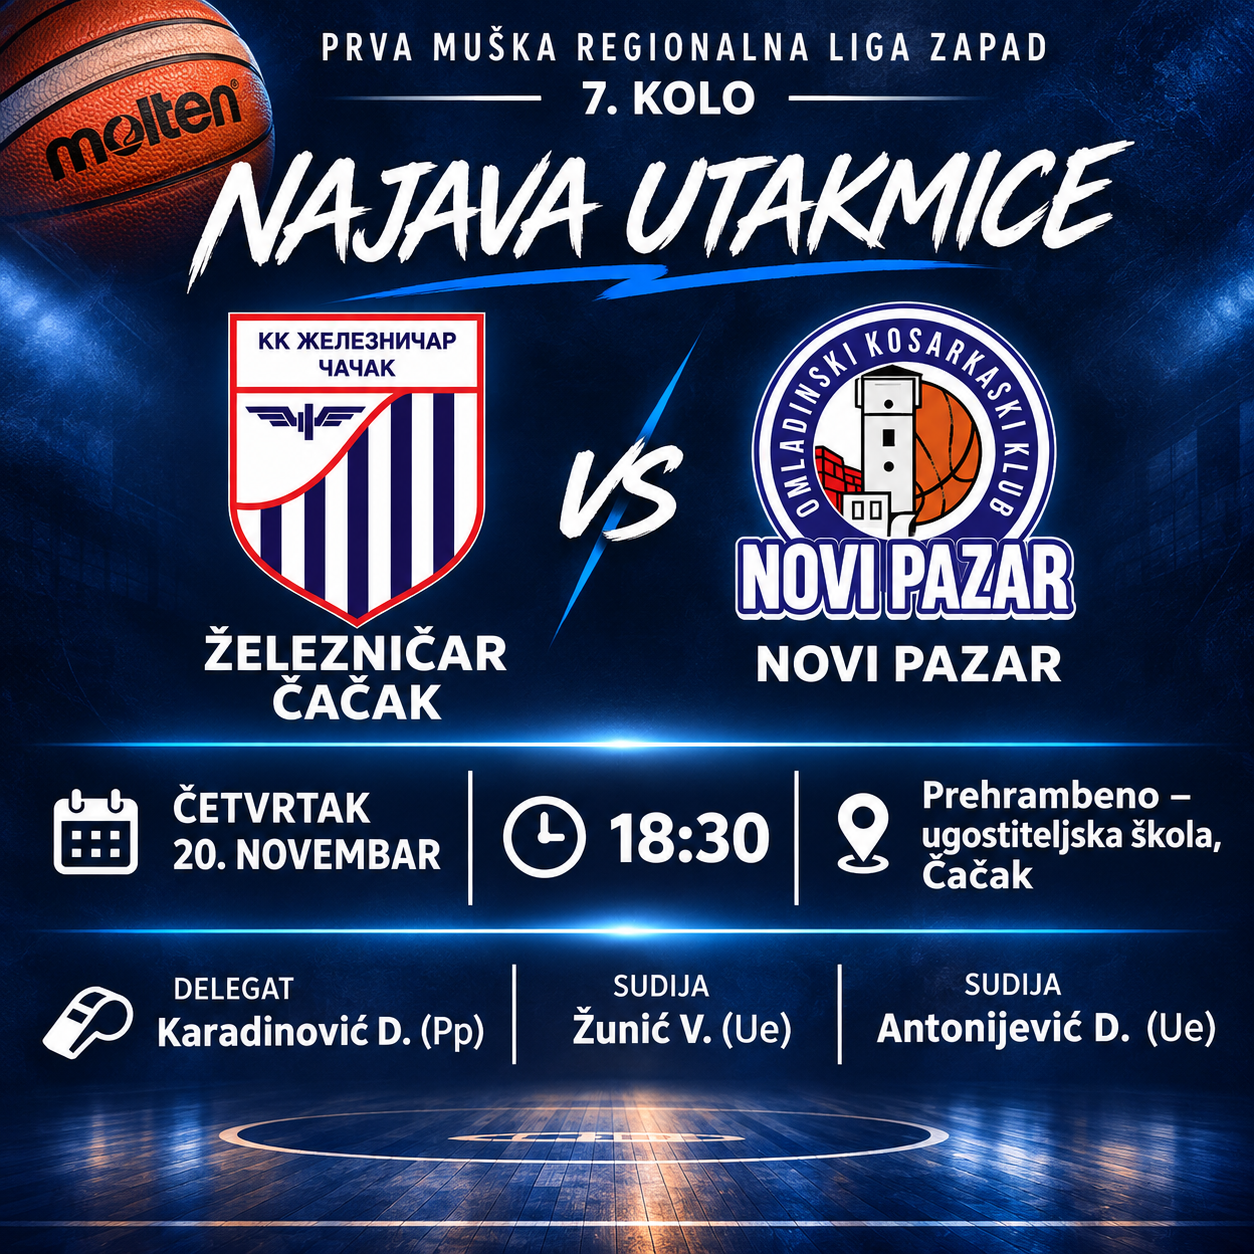 molten
PRVA MUŠKA REGIONALNA LIGA ZAPAD
7. KOLO
NAJAVA UTAKMICE
КК ЖЕЛЕЗНИЧАР
ЧАЧАК
VS
OMLADINSKI KOSARKASKI KLUB
NOVI PAZAR
ŽELEZNIČAR
ČAČAK
NOVI PAZAR
ČETVRTAK
20. NOVEMBAR
18:30
Prehrambeno –
ugostiteljska škola,
Čačak
DELEGAT
Karadinović D. (Pp)
SUDIJA
Žunić V. (Ue)
SUDIJA
Antonijević D. (Ue)